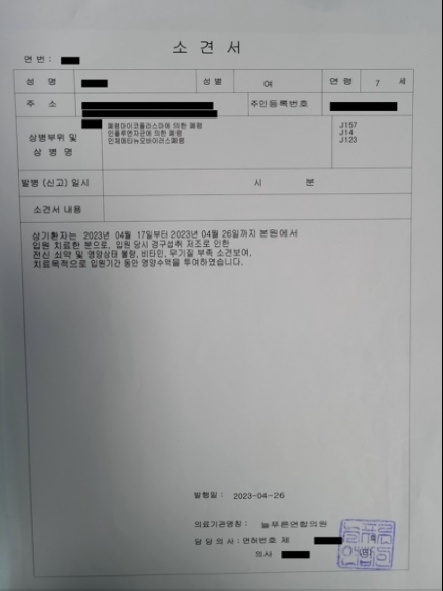 소 견 서
연 번 :
성 명
성 별
여
연 령
7 세
주 소
주민등록번호
상병부위 및
상 병 명
폐렴마이코플라스마에 의한 폐렴
인플루엔자균에 의한 폐렴
인체메타뉴모바이러스폐렴
J157
J14
J123
발병 (신고) 일시
시 분
소견서 내용
상기환자는 2023년 04월 17일부터 2023년 04월 26일까지 본원에서
입원 치료한 분으로, 입원 당시 경구섭취 저조로 인한
전신 쇠약 및 영양상태 불량, 비타민, 무기질 부족 소견보여,
치료목적으로 입원기간 동안 영양수액을 투여하였습니다.
발행일 : 2023-04-26
의료기관명칭 : 늘푸른연합의원
담 당 의 사 : 면허번호 제 호
의사 (인)